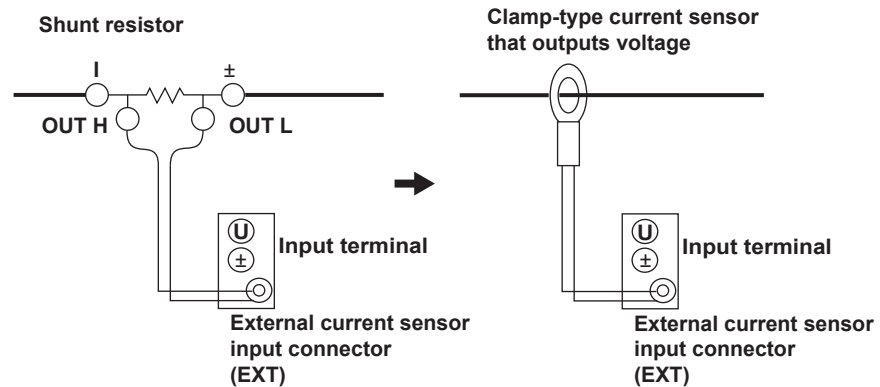 Shunt resistor
I
±
OUT H
OUT L
U
±
Input terminal
External current sensor
input connector
(EXT)
Clamp-type current sensor
that outputs voltage
U
±
Input terminal
External current sensor
input connector
(EXT)